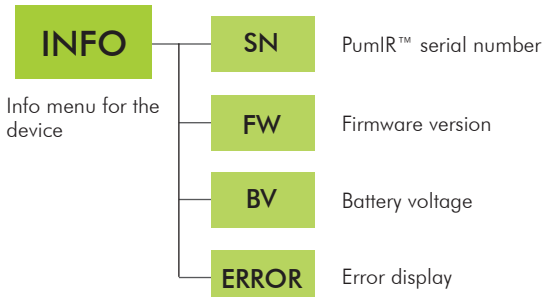 INFO
Info menu for the
device
SN
PumIR™ serial number
FW
Firmware version
BV
Battery voltage
ERROR
Error display